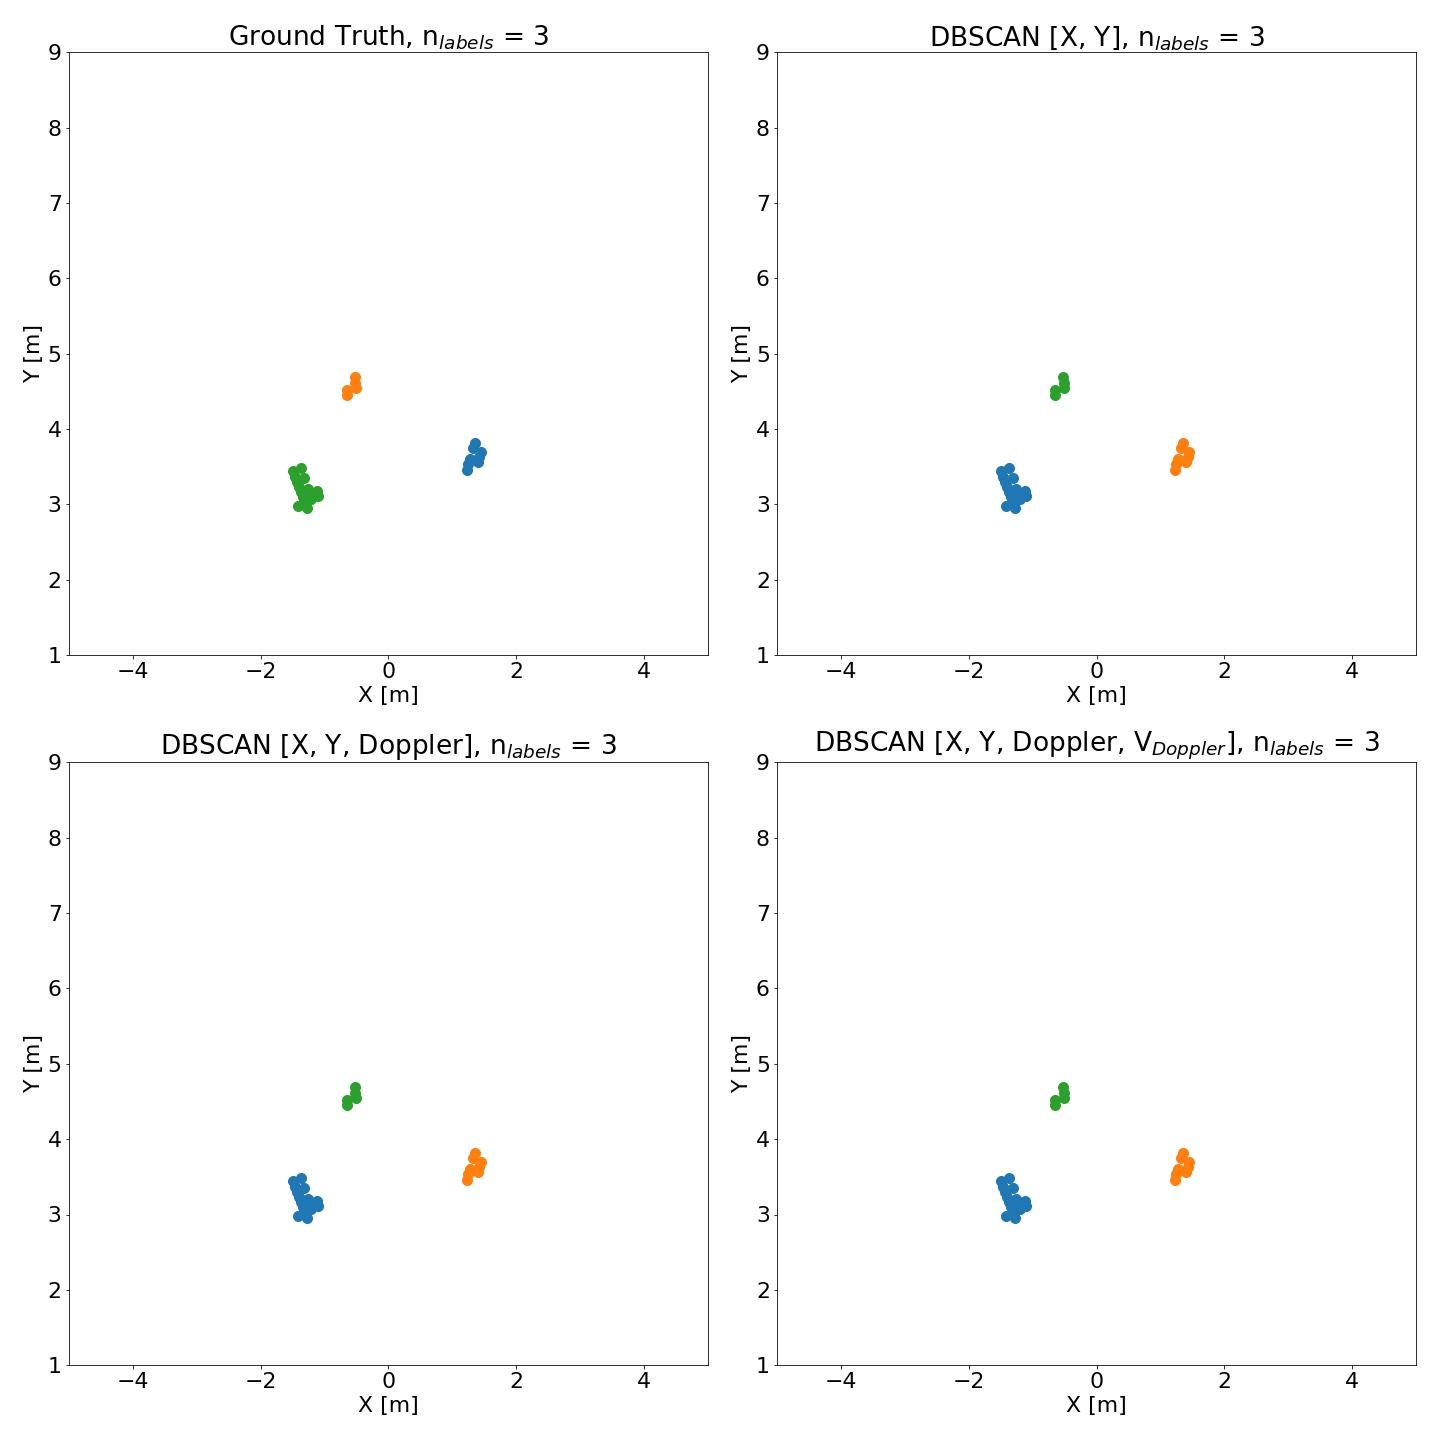 Ground Truth, n_labels = 3
9
8
7
6
5
4
3
2
1
Y [m]
−4 −2 0 2 4
X [m]
DBSCAN [X, Y], n_labels = 3
9
8
7
6
5
4
3
2
1
Y [m]
−4 −2 0 2 4
X [m]
DBSCAN [X, Y, Doppler], n_labels = 3
9
8
7
6
5
4
3
2
1
Y [m]
−4 −2 0 2 4
X [m]
DBSCAN [X, Y, Doppler, V_Doppler], n_labels = 3
9
8
7
6
5
4
3
2
1
Y [m]
−4 −2 0 2 4
X [m]